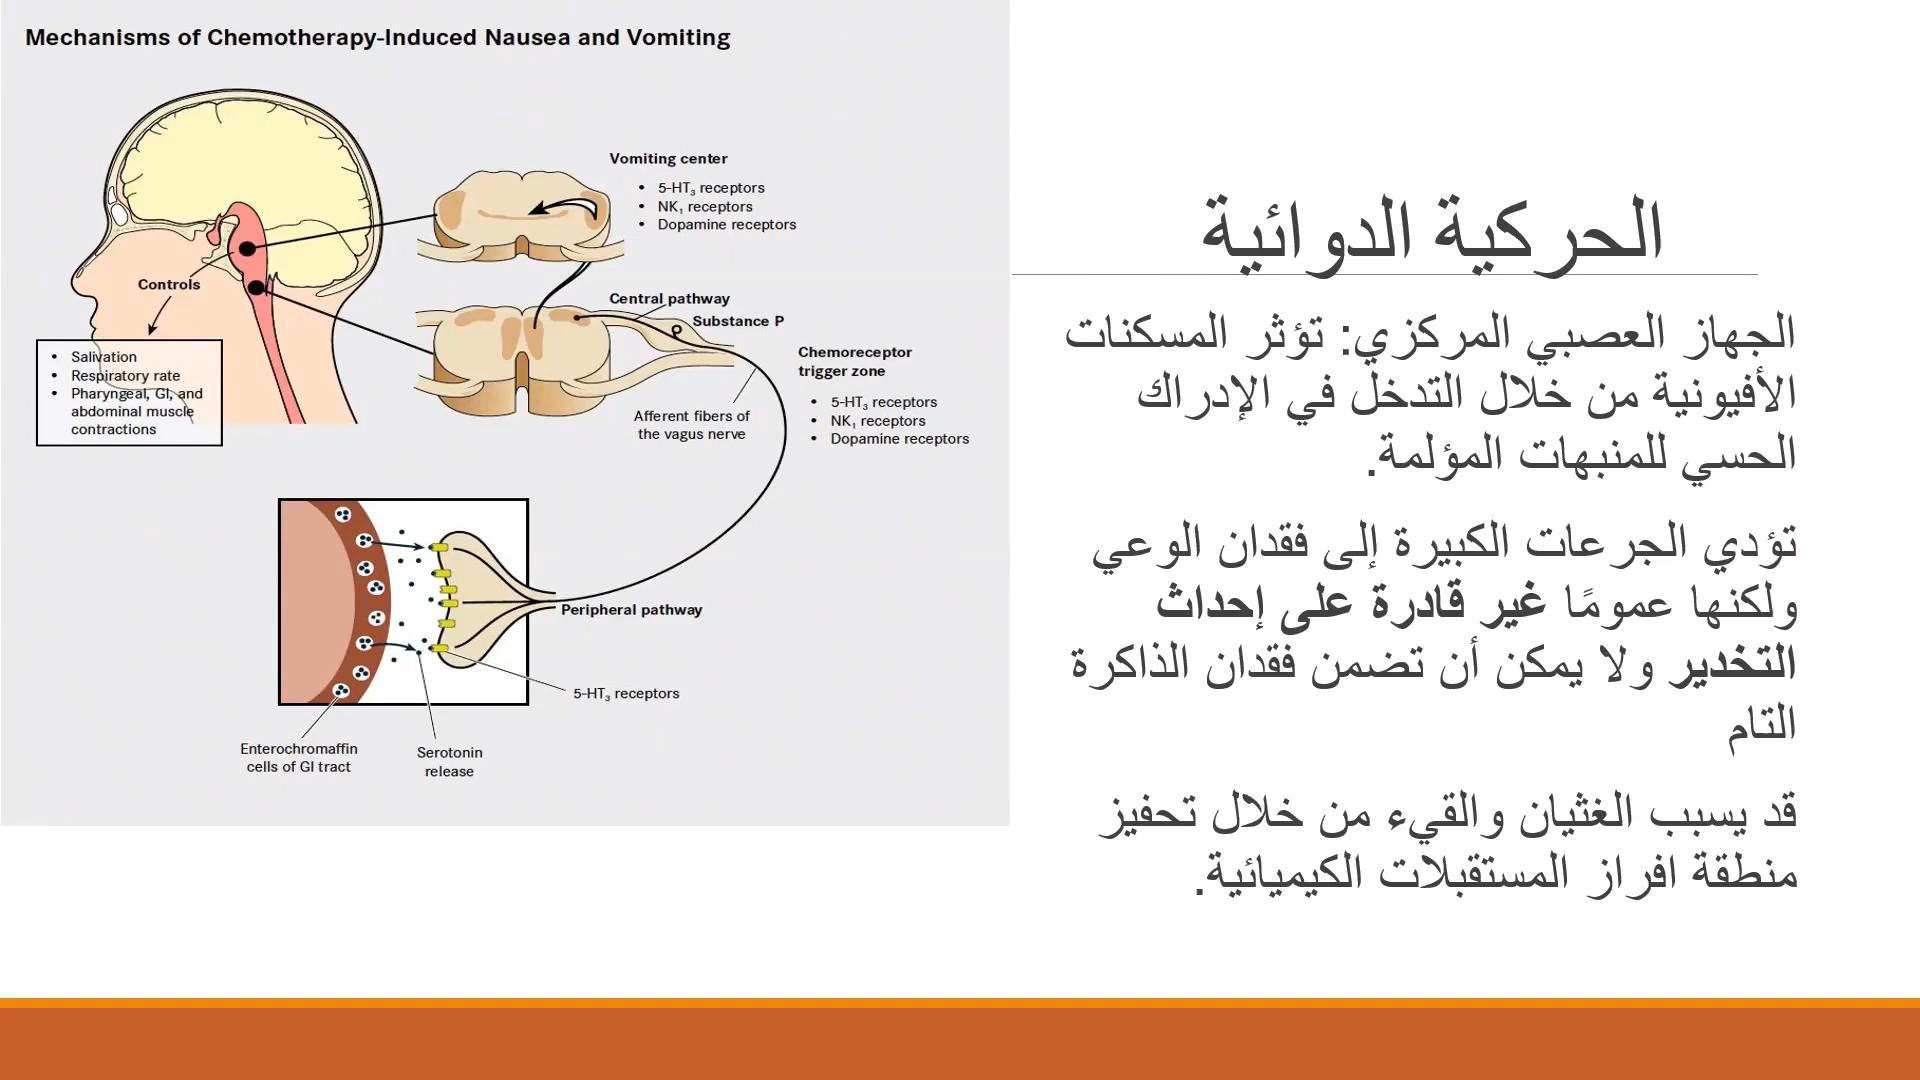 Mechanisms of Chemotherapy-Induced Nausea and Vomiting
Vomiting center
• 5-HT₃ receptors
• NK₁ receptors
• Dopamine receptors
Controls
• Salivation
• Respiratory rate
• Pharyngeal, GI, and
abdominal muscle
contractions
Central pathway
Substance P
Chemoreceptor
trigger zone
• 5-HT₃ receptors
• NK₁ receptors
• Dopamine receptors
Afferent fibers of
the vagus nerve
Peripheral pathway
5-HT₃ receptors
Enterochromaffin
cells of GI tract
Serotonin
release
الحركية الدوائية
الجهاز العصبي المركزي: تؤثر المسكنات
الأفيونية من خلال التدخل في الإدراك
الحسي للمنبهات المؤلمة.
تؤدي الجرعات الكبيرة إلى فقدان الوعي
ولكنها عمومًا غير قادرة على إحداث
التخدير ولا يمكن أن تضمن فقدان الذاكرة
التام
قد يسبب الغثيان والقيء من خلال تحفيز
منطقة افراز المستقبلات الكيميائية.